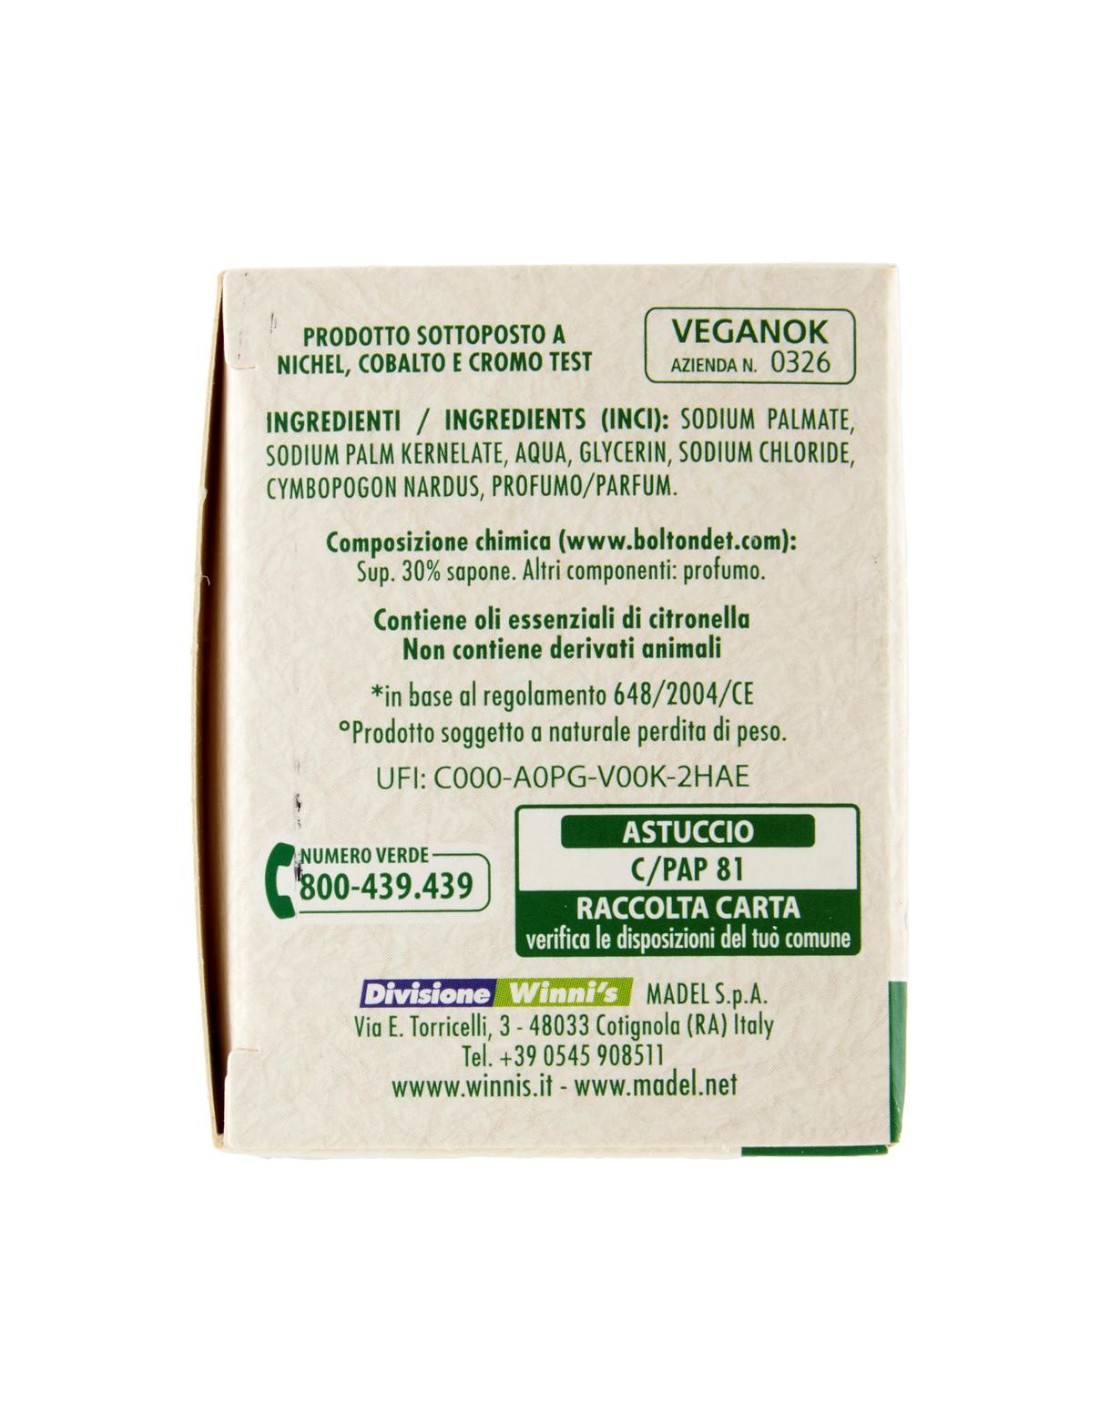 PRODOTTO SOTTOPOSTO A
NICHEL, COBALTO E CROMO TEST
VEGANOK
AZIENDA N. 0326
INGREDIENTI / INGREDIENTS (INCI): SODIUM PALMATE,
SODIUM PALM KERNELATE, AQUA, GLYCERIN, SODIUM CHLORIDE,
CYMBOPOGON NARDUS, PROFUMO/PARFUM.
Composizione chimica (www.boltondet.com):
Sup. 30% sapone. Altri componenti: profumo.
Contiene oli essenziali di citronella
Non contiene derivati animali
*in base al regolamento 648/2004/CE
°Prodotto soggetto a naturale perdita di peso.
UFI: C000-A0PG-V00K-2HAE
NUMERO VERDE
800-439.439
ASTUCCIO
C/PAP 81
RACCOLTA CARTA
verifica le disposizioni del tuo comune
Divisione Winni's MADEL S.p.A.
Via E. Torricelli, 3 - 48033 Cotignola (RA) Italy
Tel. +39 0545 908511
www.winnis.it - www.madel.net